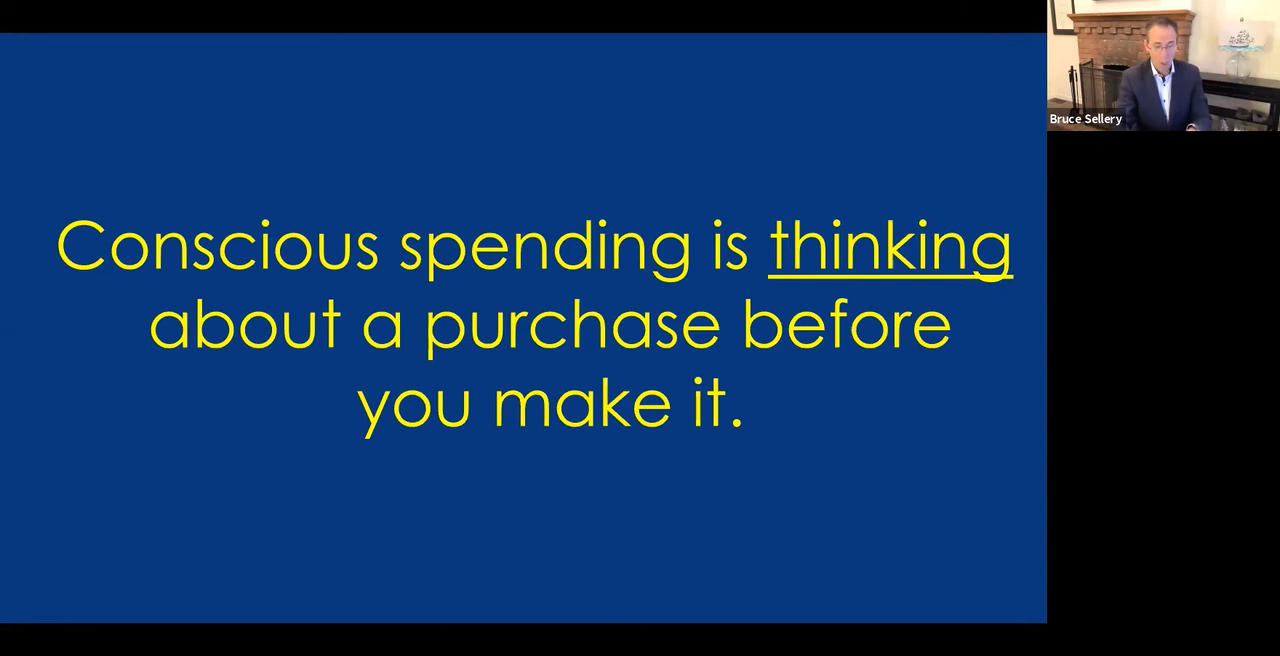 Conscious spending is thinking
about a purchase before
you make it.
Bruce Sellery